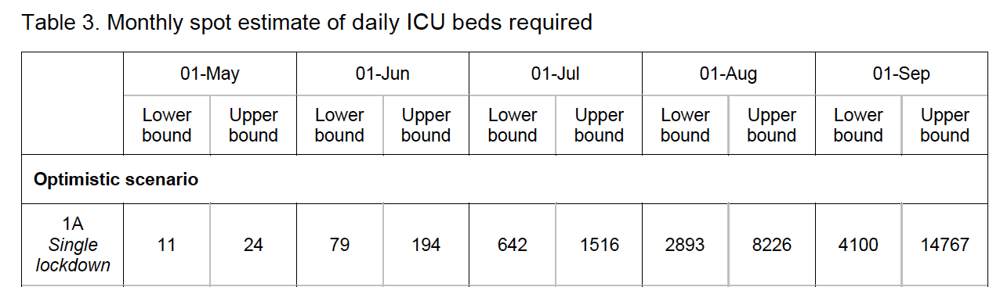 Table 3. Monthly spot estimate of daily ICU beds required
01-May 01-Jun 01-Jul 01-Aug 01-Sep
Lower bound Upper bound Lower bound Upper bound Lower bound Upper bound Lower bound Upper bound Lower bound Upper bound
Optimistic scenario
1A Single lockdown 11 24 79 194 642 1516 2893 8226 4100 14767